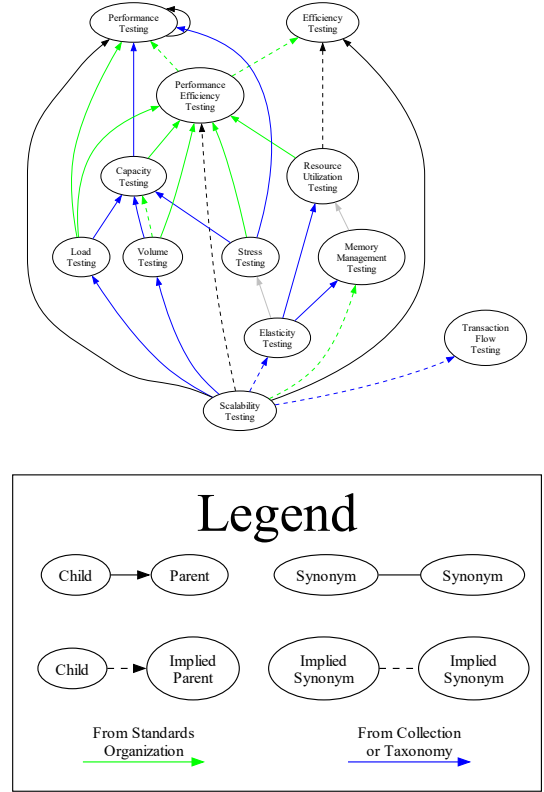 Performance
Testing
Efficiency
Testing
Performance
Efficiency
Testing
Capacity
Testing
Resource
Utilization
Testing
Load
Testing
Volume
Testing
Stress
Testing
Memory
Management
Testing
Elasticity
Testing
Transaction
Flow
Testing
Scalability
Testing
Legend
Child
Parent
Synonym
Synonym
Child
Implied
Parent
Implied
Synonym
Implied
Synonym
From Standards
Organization
From Collection
or Taxonomy